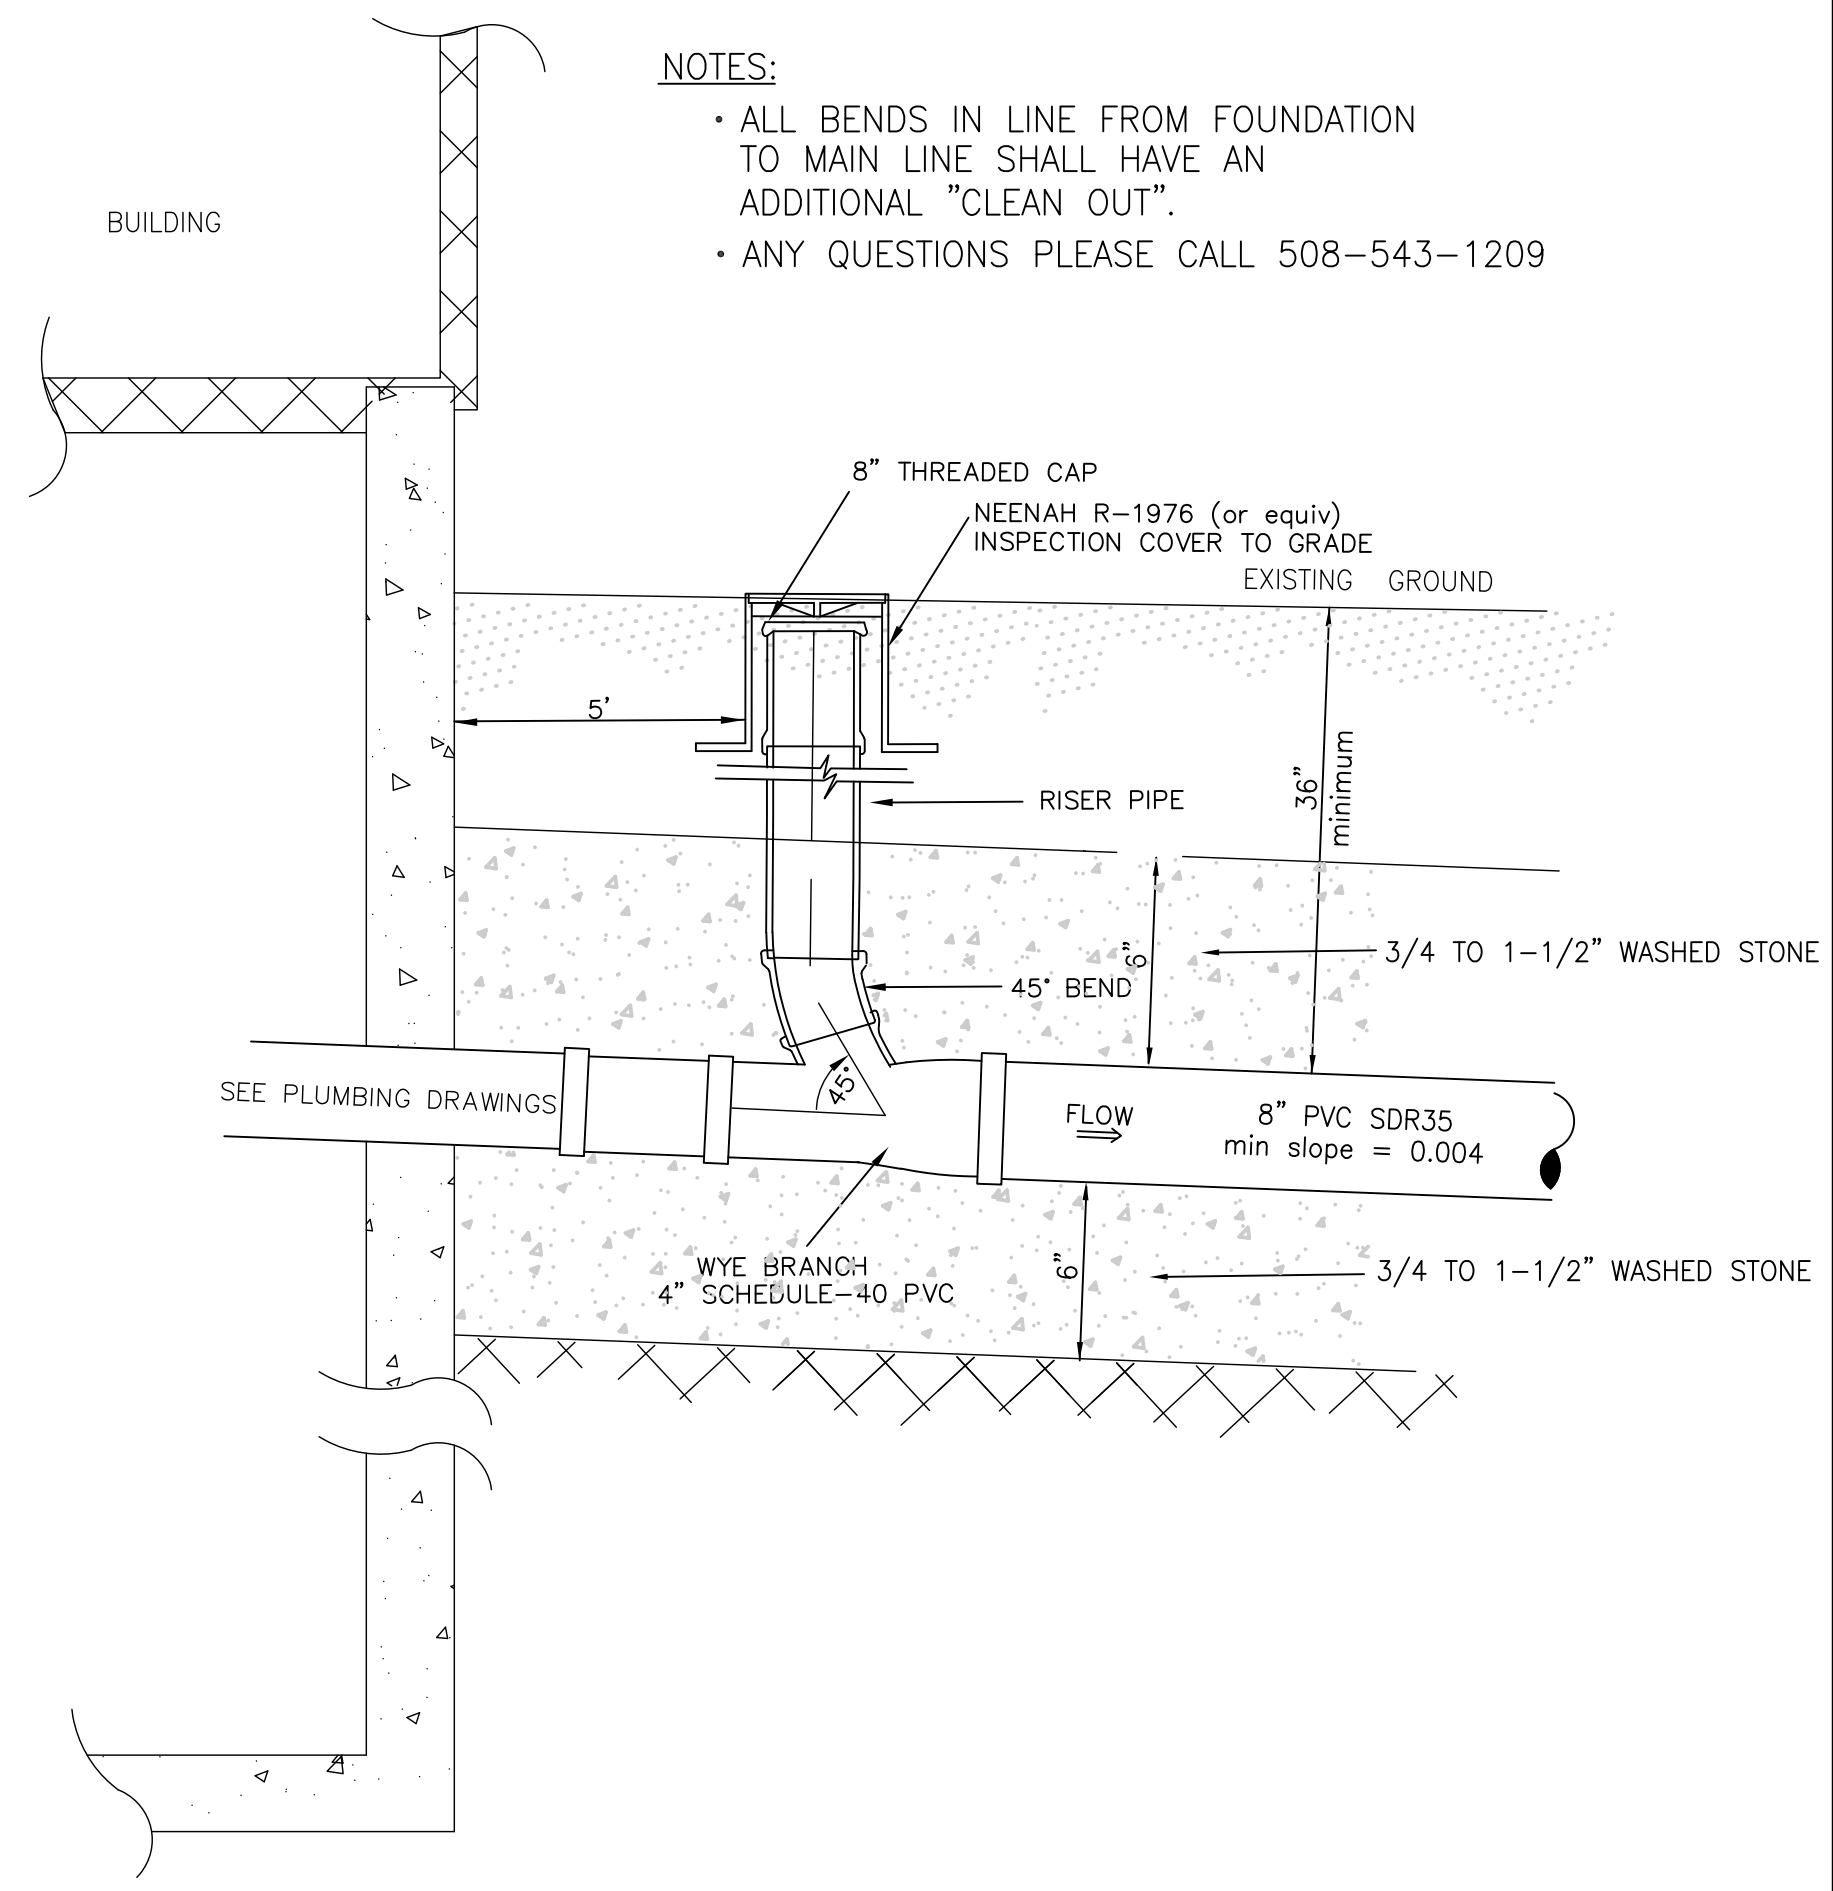 NOTES:
• ALL BENDS IN LINE FROM FOUNDATION
TO MAIN LINE SHALL HAVE AN
ADDITIONAL "CLEAN OUT".
• ANY QUESTIONS PLEASE CALL 508-543-1209
BUILDING
8" THREADED CAP
NEENAH R-1976 (or equiv)
INSPECTION COVER TO GRADE
EXISTING GROUND
5'
36"
minimum
RISER PIPE
6"
3/4 TO 1-1/2" WASHED STONE
45° BEND
SEE PLUMBING DRAWINGS
45°
FLOW
8" PVC SDR35
min slope = 0.004
WYE BRANCH
4" SCHEDULE-40 PVC
6"
3/4 TO 1-1/2" WASHED STONE